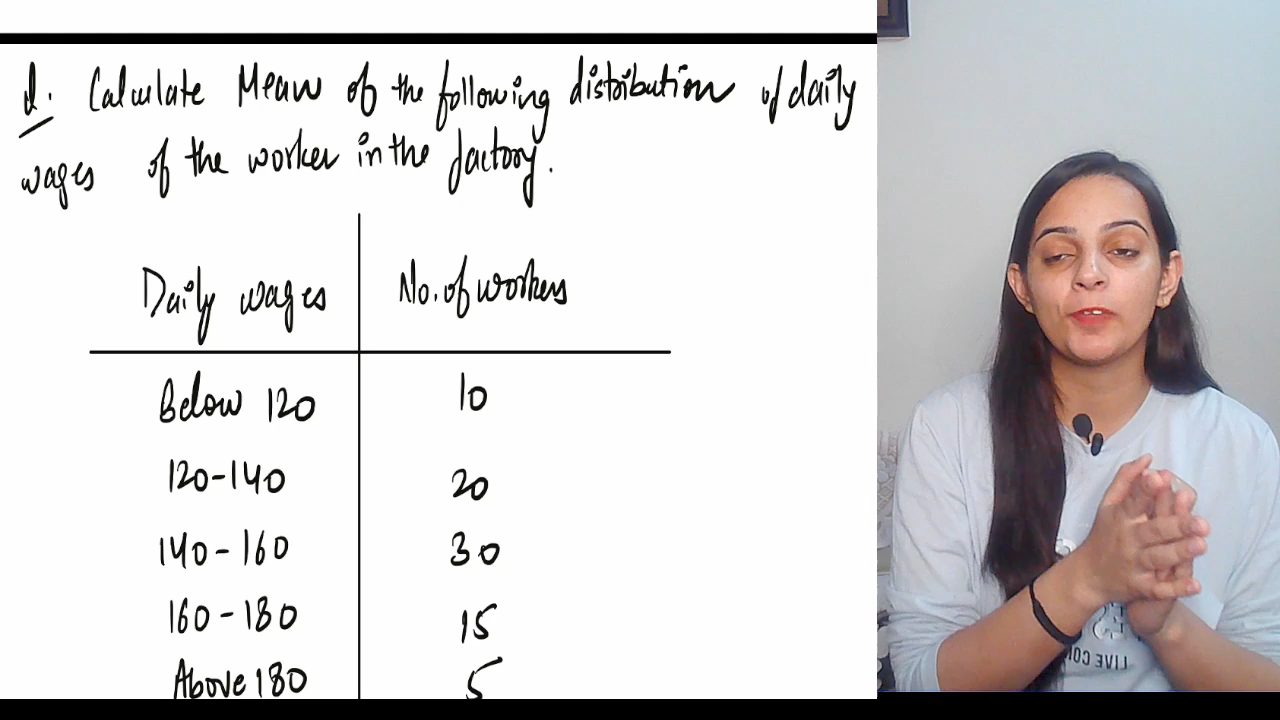 d. Calculate Mean of the following distribution of daily
wages of the worker in the factory.
Daily wages No. of workers
Below 120 10
120-140 20
140-160 30
160-180 15
Above 180 5
LIVE